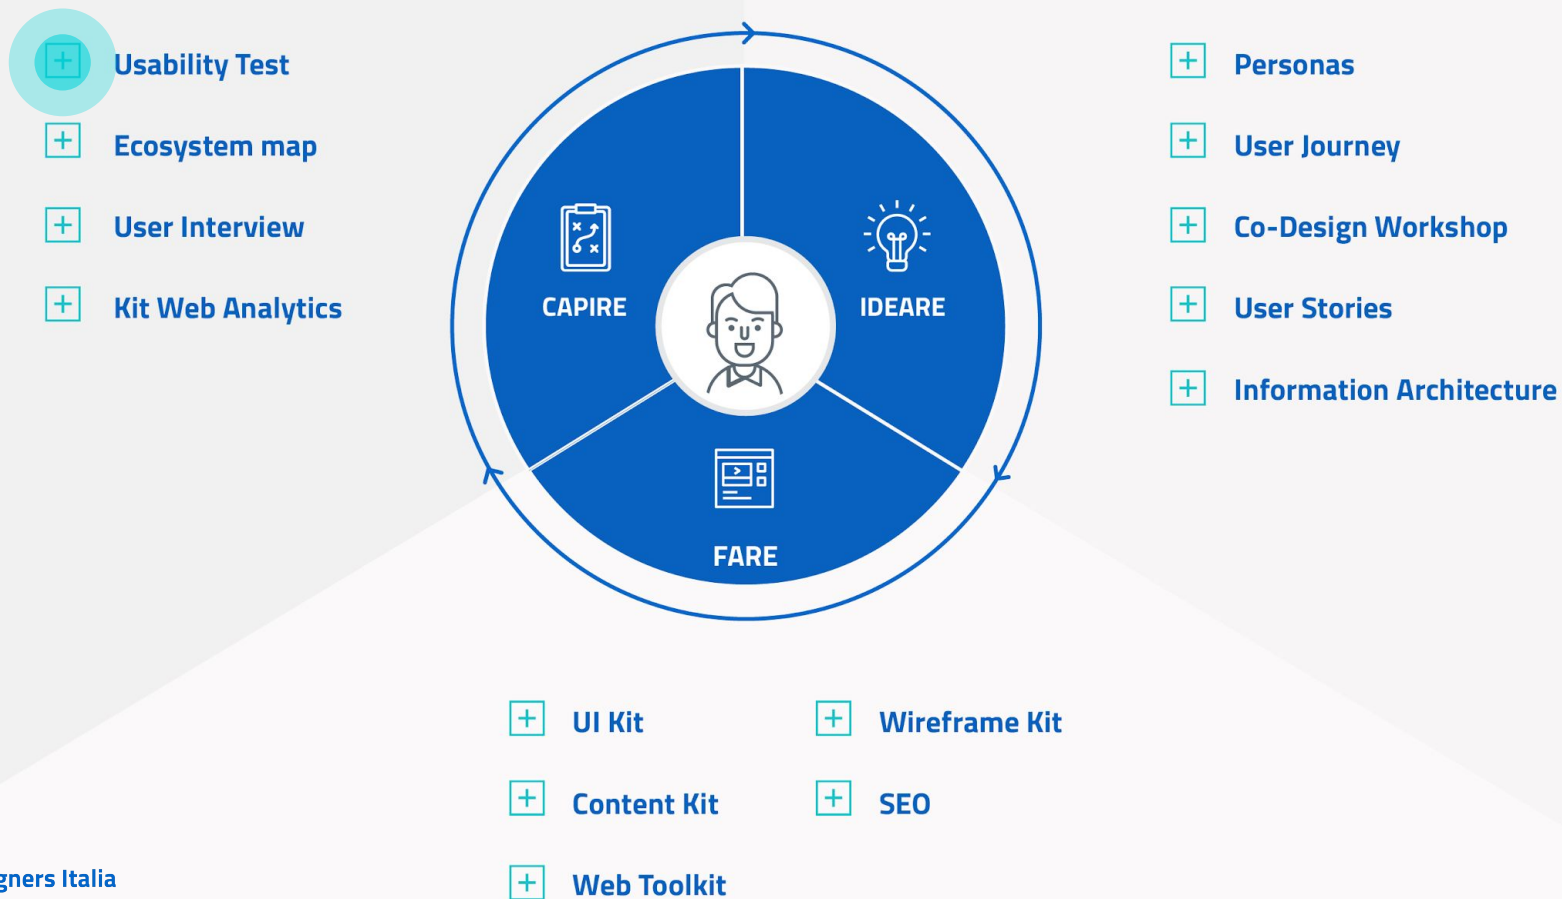 Usability Test
Ecosystem map
User Interview
Kit Web Analytics
CAPIRE
IDEARE
FARE
Personas
User Journey
Co-Design Workshop
User Stories
Information Architecture
UI Kit
Wireframe Kit
Content Kit
SEO
Web Toolkit
Italia